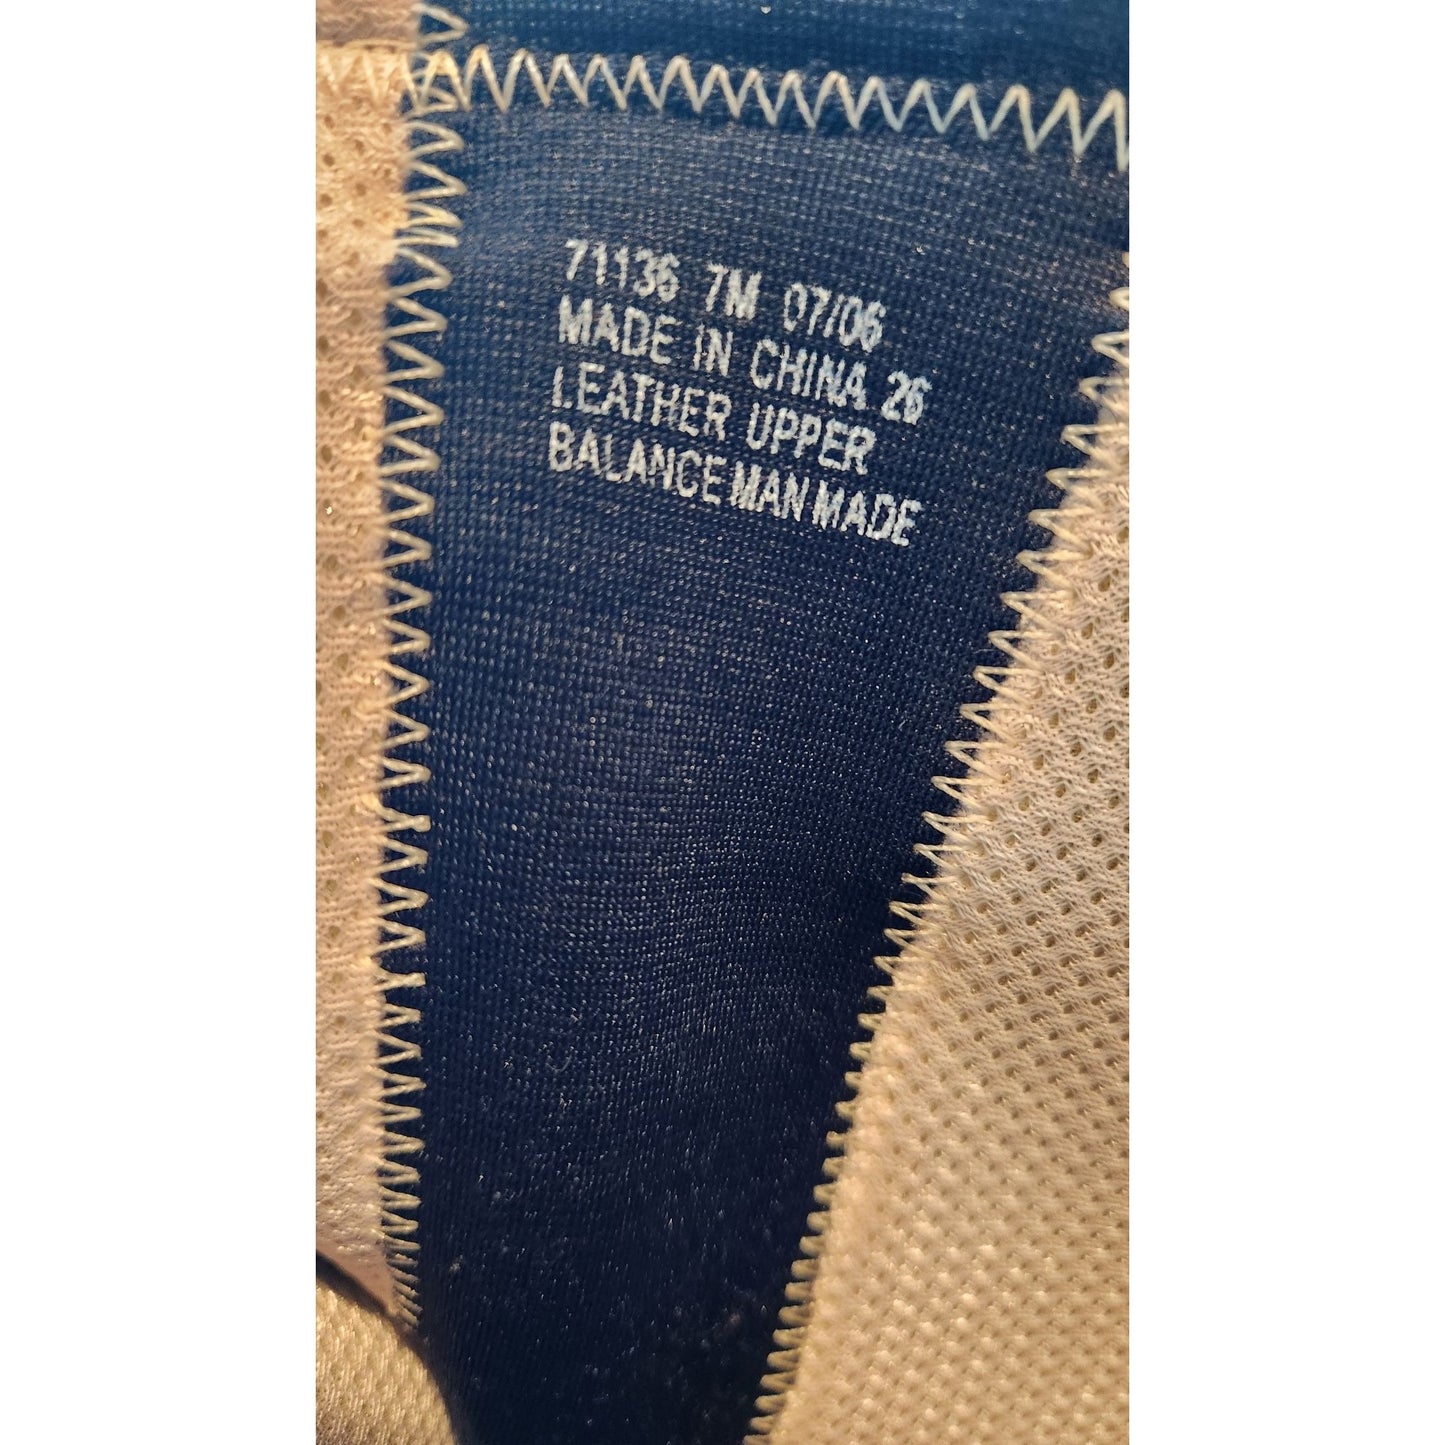 71136 7M 07/06
MADE IN CHINA 26
LEATHER UPPER
BALANCE MAN MADE